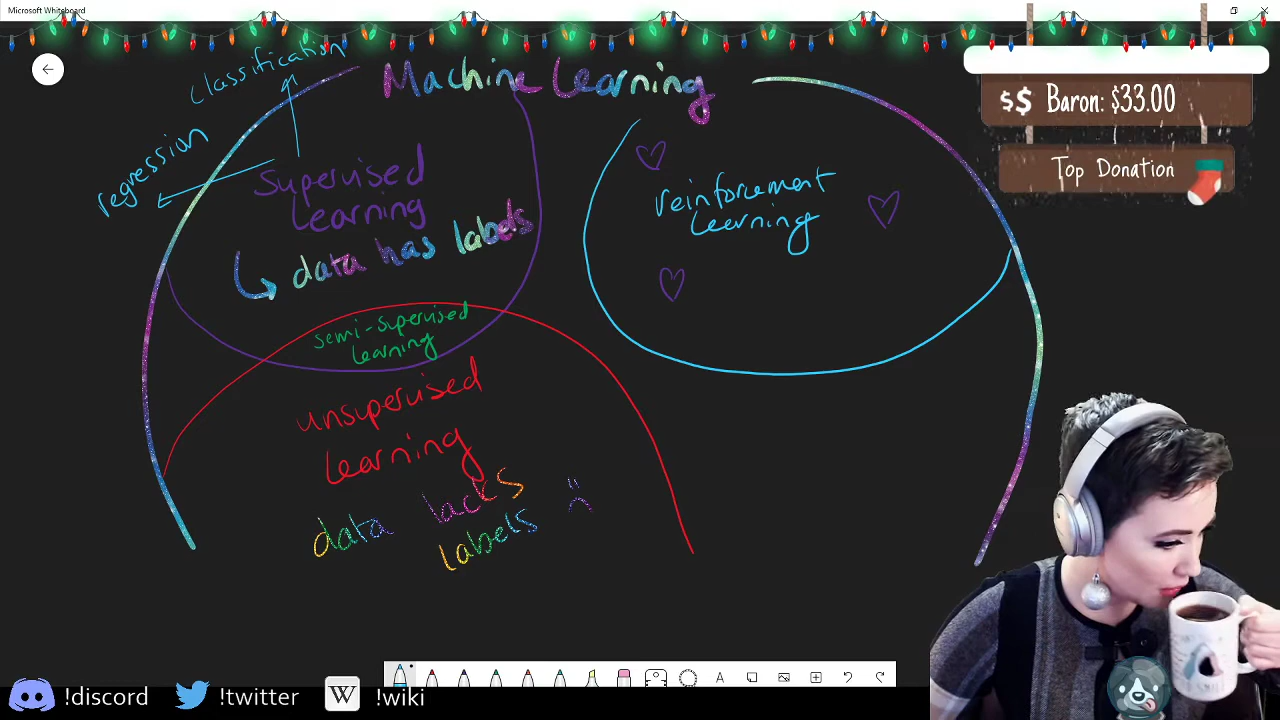 Microsoft Whiteboard
Machine Learning
classification
regression
Supervised
Learning
data has labels
semi-supervised
learning
unsupervised
learning
data lacks
labels
reinforcement
learning
$$ Baron: $33.00
Top Donation
!discord
!twitter
W !wiki